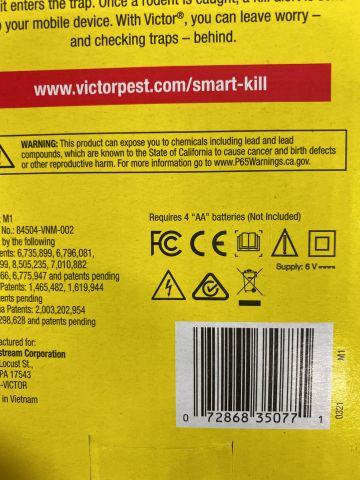 it enters the trap. Once a rodent is caught, a kill alert is
your mobile device. With Victor®, you can leave worry –
and checking traps – behind.
www.victorpest.com/smart-kill
WARNING: This product can expose you to chemicals including lead and lead
compounds, which are known to the State of California to cause cancer and birth defects
or other reproductive harm. For more information go to www.P65Warnings.ca.gov.
M1
No.: 84504-VNM-002
by the following
tents: 6,735,899, 6,796,081,
99, 8,505,235, 7,010,882
66, 6,775,947 and patents pending
Patents: 1,465,482, 1,619,944
tents pending
ia Patents: 2,003,202,954
298,628 and patents pending
factured for:
stream Corporation
Locust St.,
PA 17543
-VICTOR
in Vietnam
Requires 4 "AA" batteries (Not Included)
FC CE
Supply: 6 V
0 72868 35077 1
0321 M1